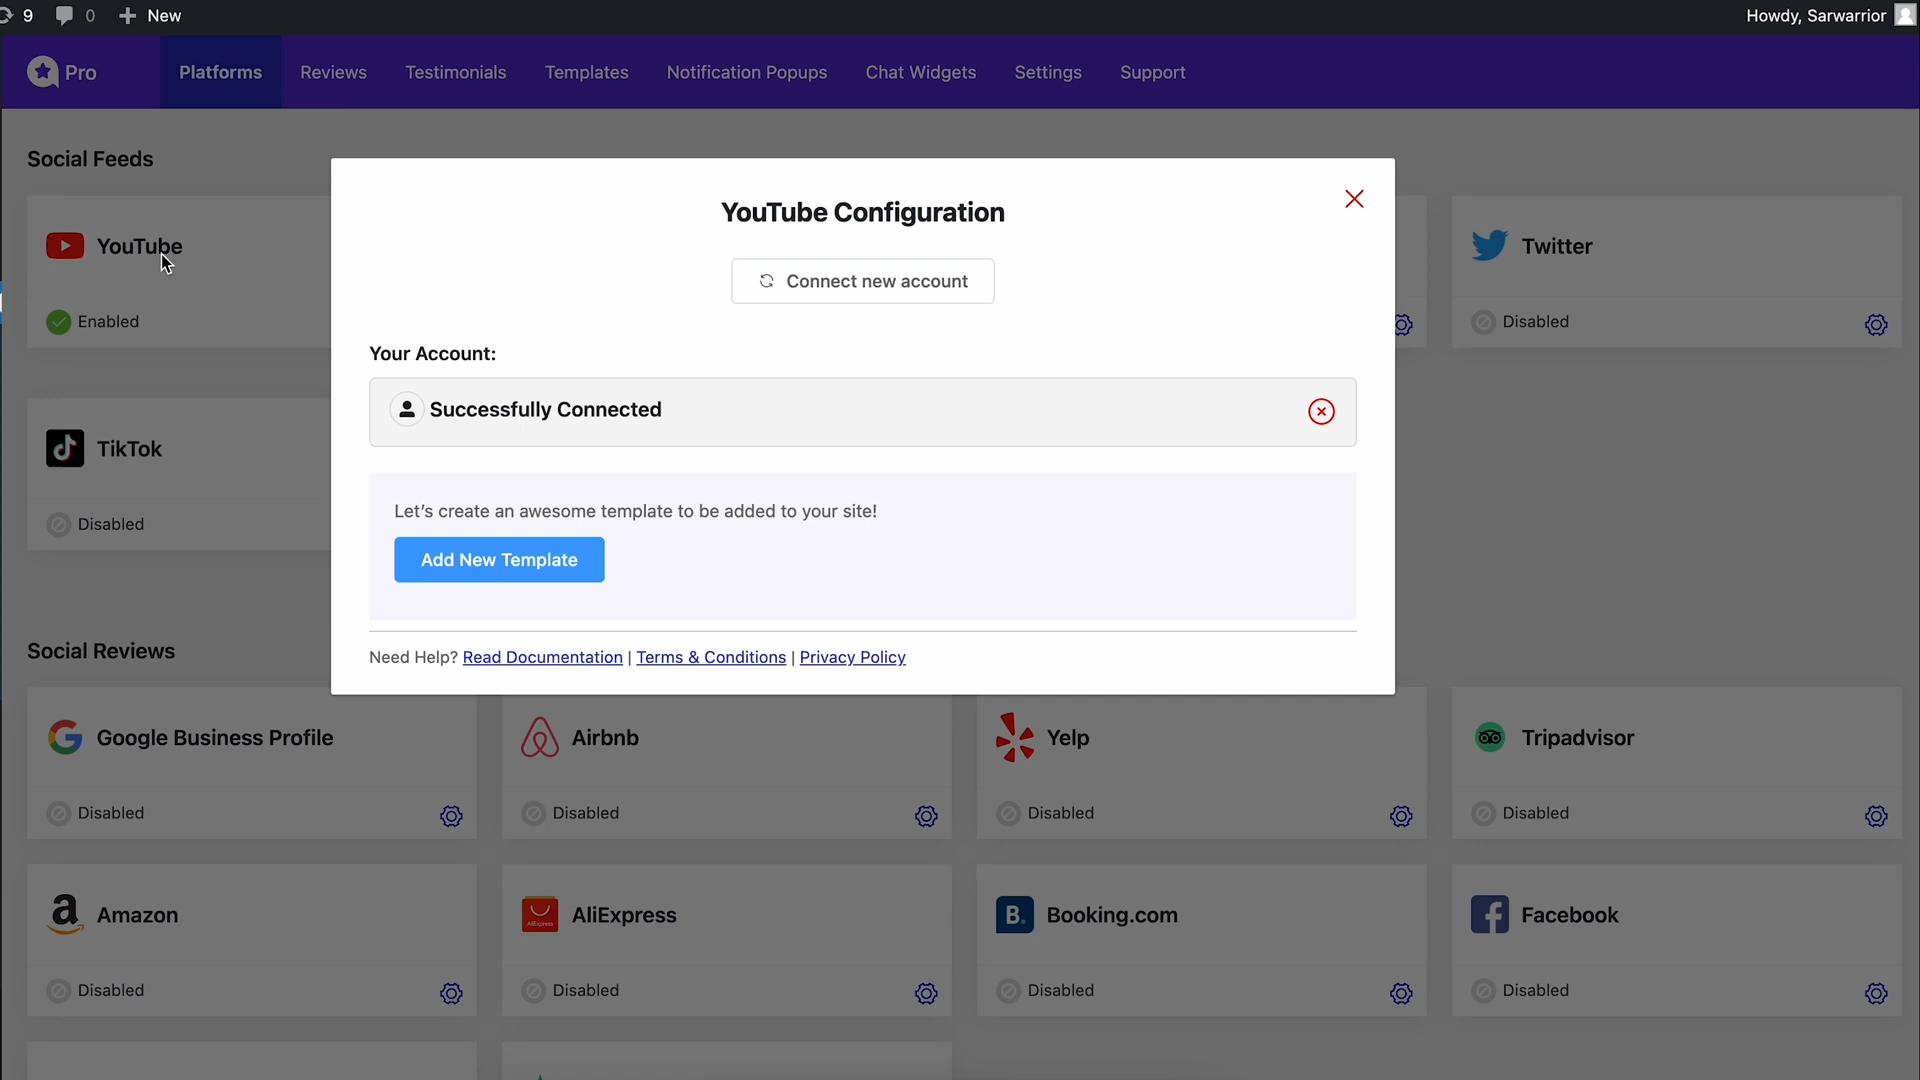 9 0 New Howdy, Sarwarrior
Pro Platforms Reviews Testimonials Templates Notification Popups Chat Widgets Settings Support
Social Feeds
YouTube Configuration
YouTube
Twitter
Connect new account
Enabled
Disabled
Your Account:
Successfully Connected
TikTok
Disabled
Let’s create an awesome template to be added to your site!
Add New Template
Social Reviews
Need Help? Read Documentation | Terms & Conditions | Privacy Policy
Google Business Profile Airbnb Yelp Tripadvisor
Disabled Disabled Disabled Disabled
Amazon AliExpress Booking.com Facebook
Disabled Disabled Disabled Disabled